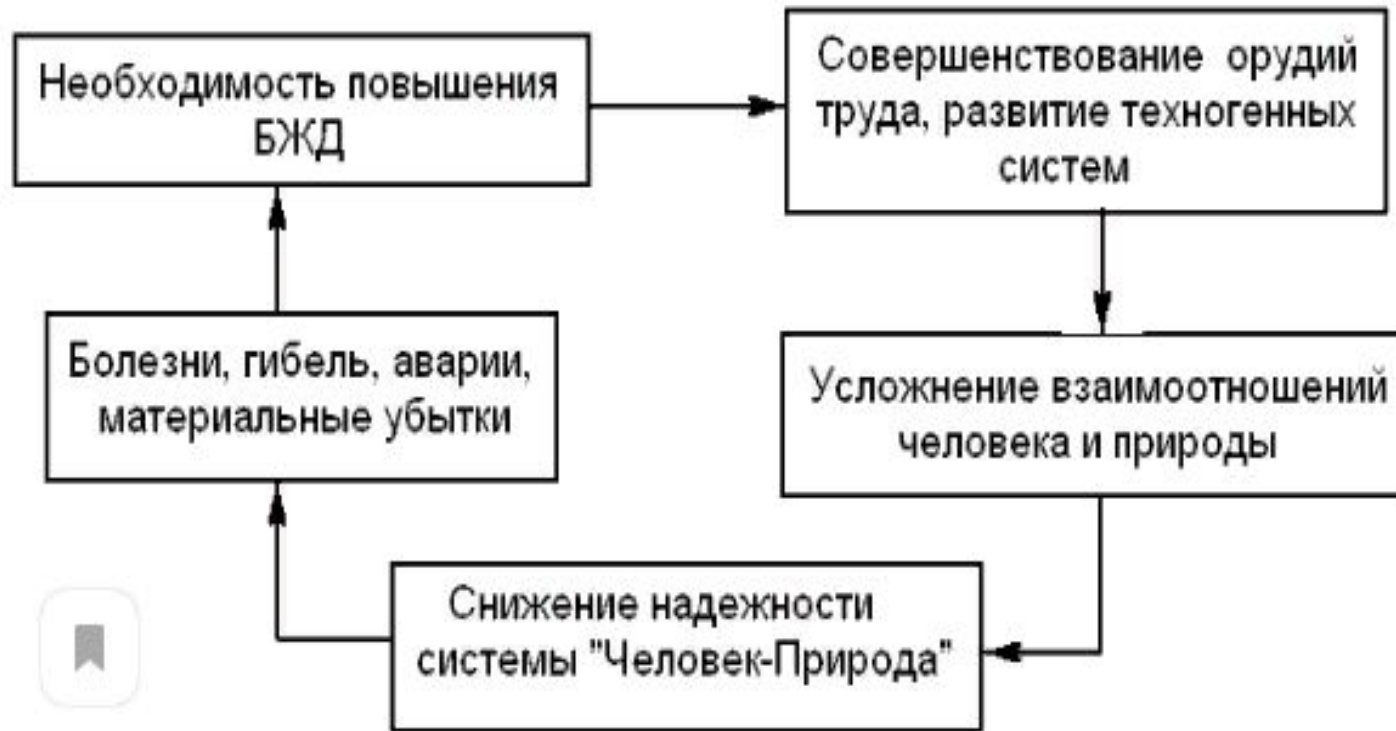 Необходимость повышения
БЖД
Совершенствование орудий
труда, развитие техногенных
систем
Болезни, гибель, аварии,
материальные убытки
Усложнение взаимоотношений
человека и природы
Снижение надежности
системы "Человек-Природа"